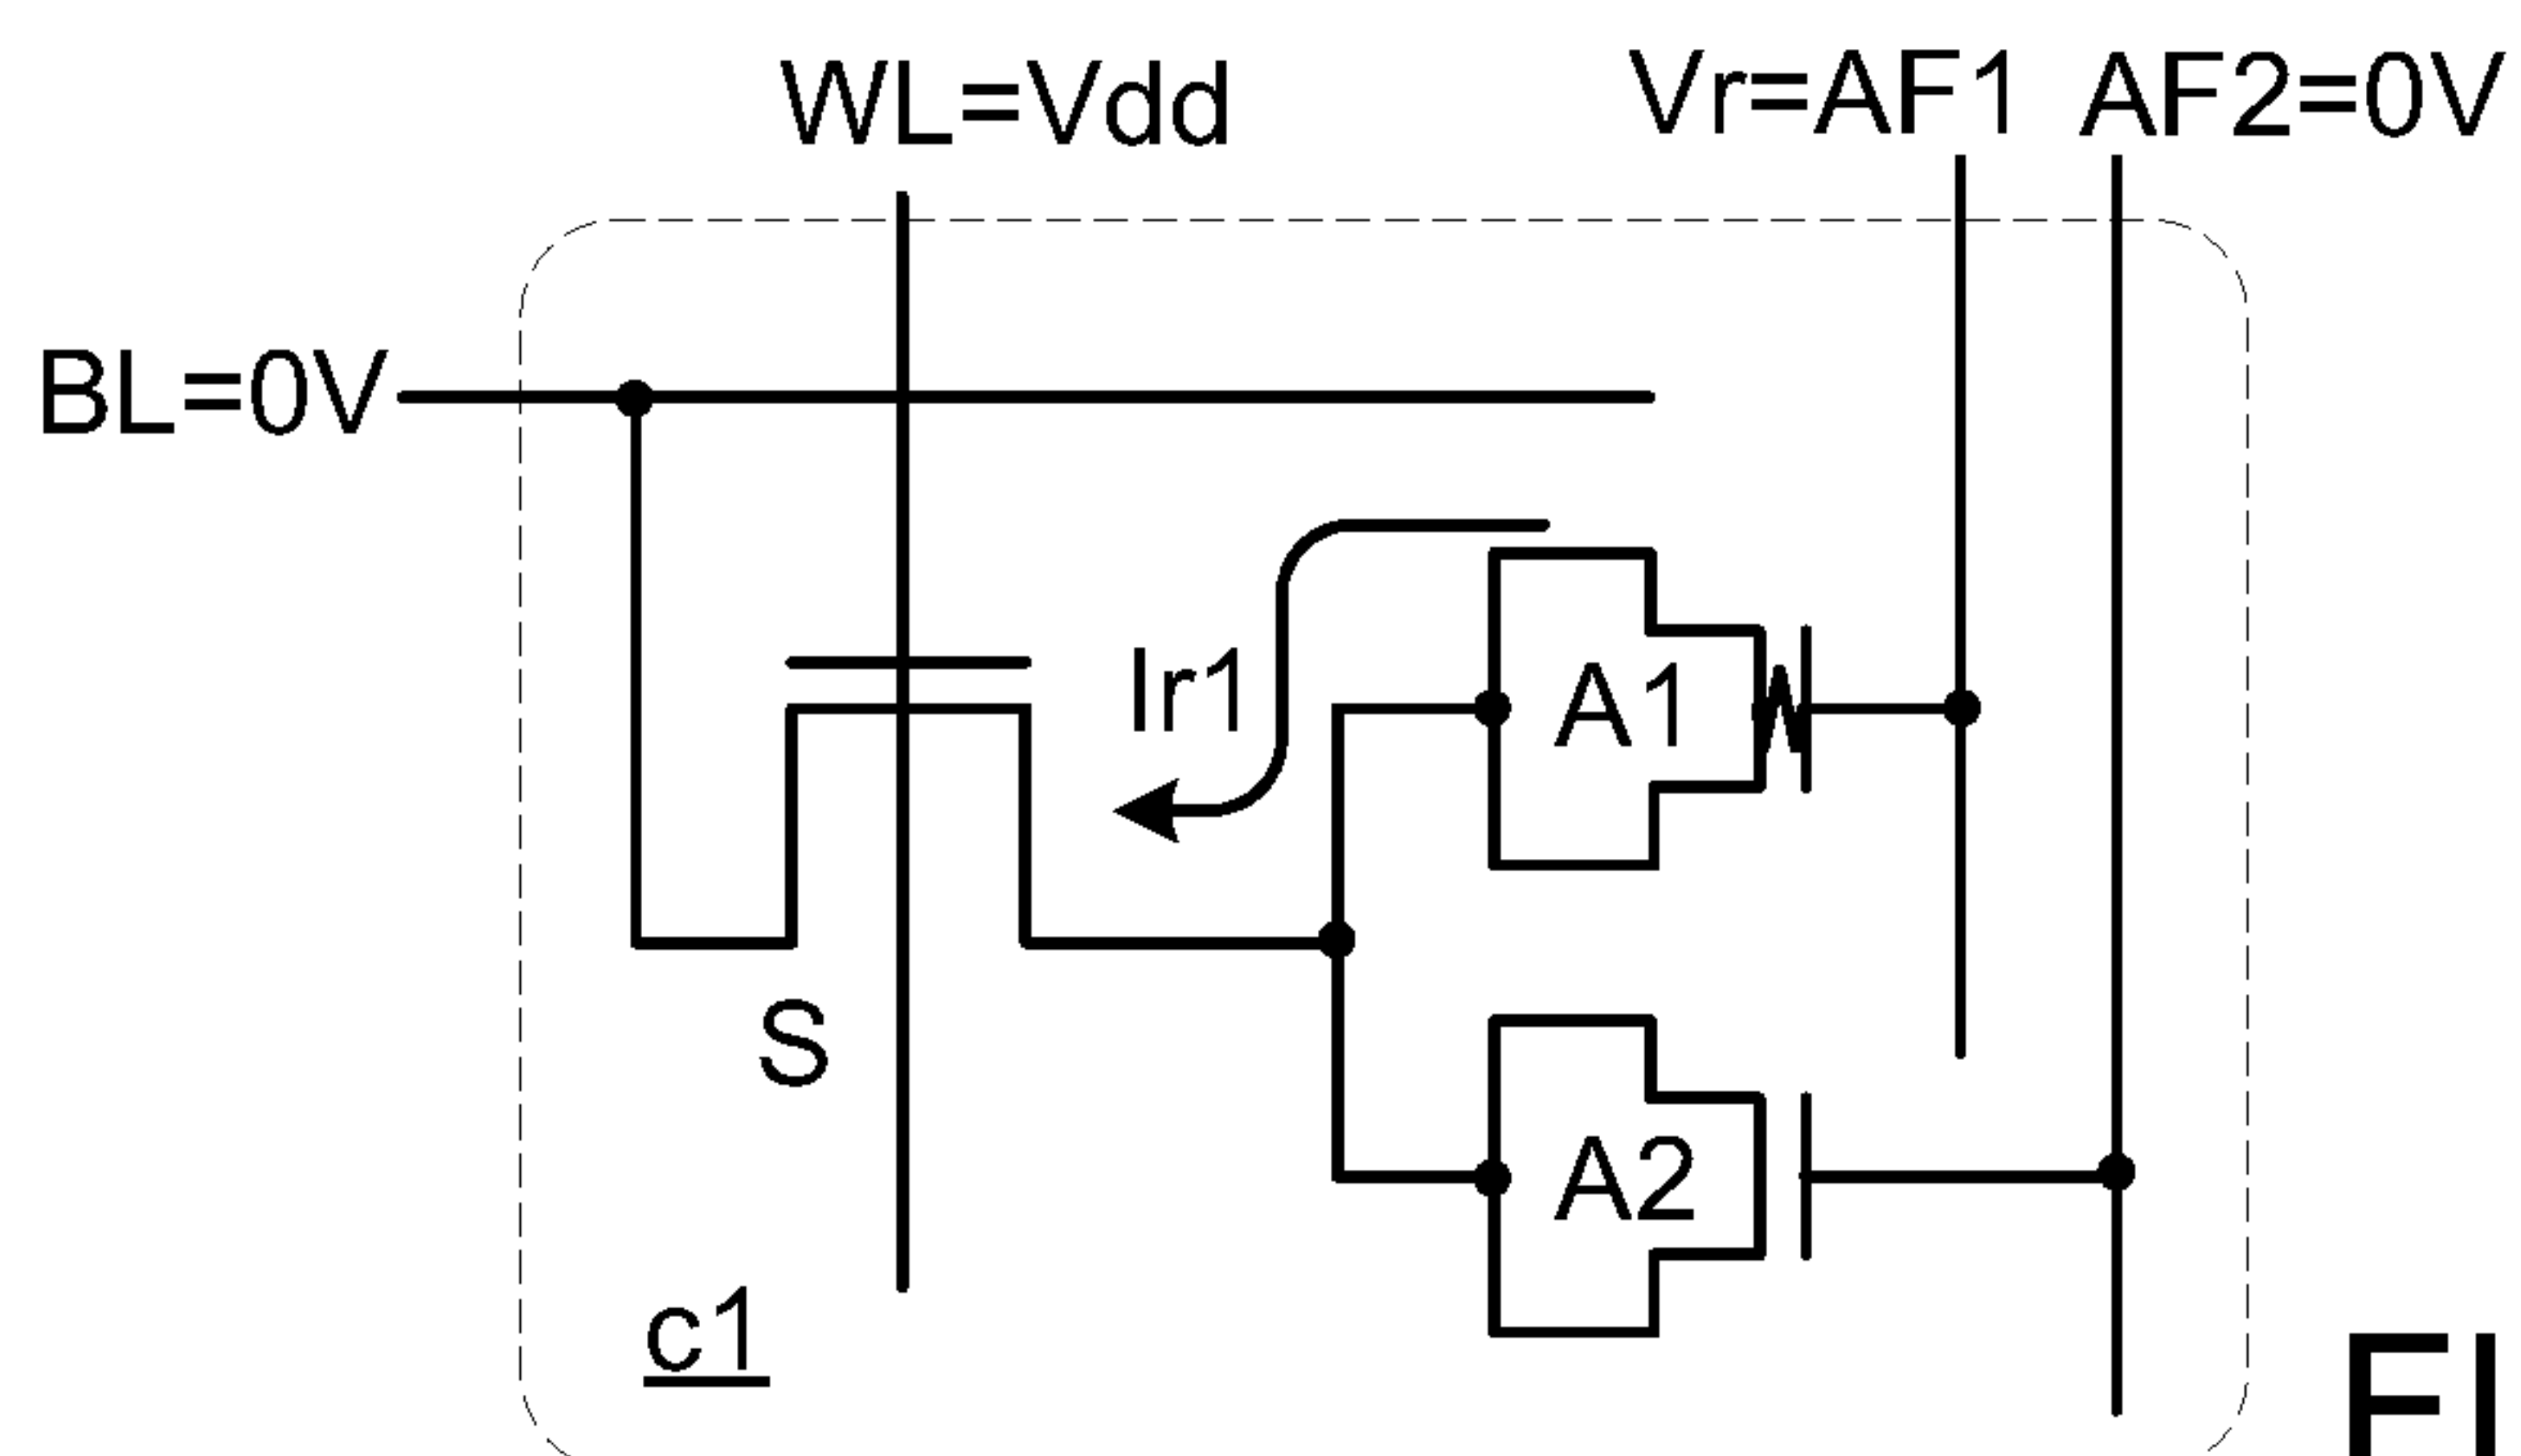 WL=Vdd
Vr=AF1
AF2=0V
BL=0V
Ir1
A1
S
A2
c1